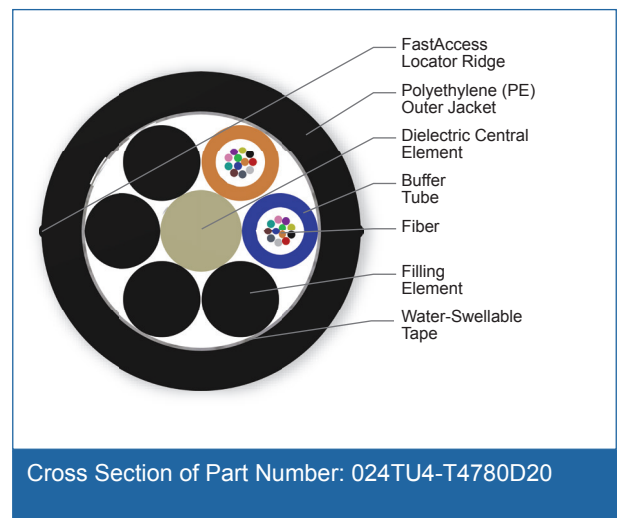 FastAccess
Locator Ridge
Polyethylene (PE)
Outer Jacket
Dielectric Central
Element
Buffer
Tube
Fiber
Filling
Element
Water-Swellable
Tape
Cross Section of Part Number: 024TU4-T4780D20